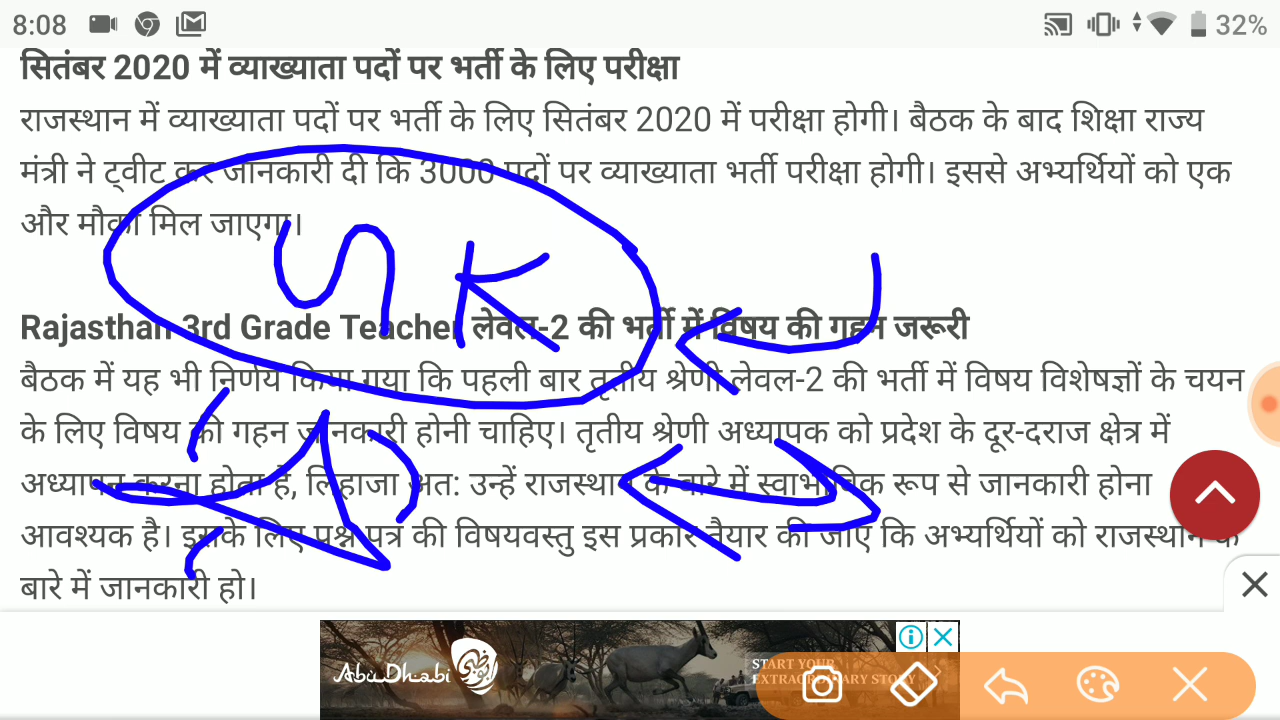 8:08 32%
सितंबर 2020 में व्याख्याता पदों पर भर्ती के लिए परीक्षा
राजस्थान में व्याख्याता पदों पर भर्ती के लिए सितंबर 2020 में परीक्षा होगी। बैठक के बाद शिक्षा राज्य
मंत्री ने ट्वीट कर जानकारी दी कि 3000 पदों पर व्याख्याता भर्ती परीक्षा होगी। इससे अभ्यर्थियों को एक
और मौका मिल जाएगा।
Rajasthan 3rd Grade Teacher लेवल-2 की भर्ती में विषय की गहन जरूरी
बैठक में यह भी निर्णय किया गया कि पहली बार तृतीय श्रेणी लेवल-2 की भर्ती में विषय विशेषज्ञों के चयन
के लिए विषय की गहन जानकारी होनी चाहिए। तृतीय श्रेणी अध्यापक को प्रदेश के दूर-दराज क्षेत्र में
अध्यापन करना होता है, लिहाजा अत: उन्हें राजस्थान के बारे में स्वाभाविक रूप से जानकारी होना
आवश्यक है। इसके लिए प्रश्न पत्र की विषयवस्तु इस प्रकार तैयार की जाए कि अभ्यर्थियों को राजस्थान के
बारे में जानकारी हो।
Abu Dhabi
START YOUR
EXTRAORDINARY STORY